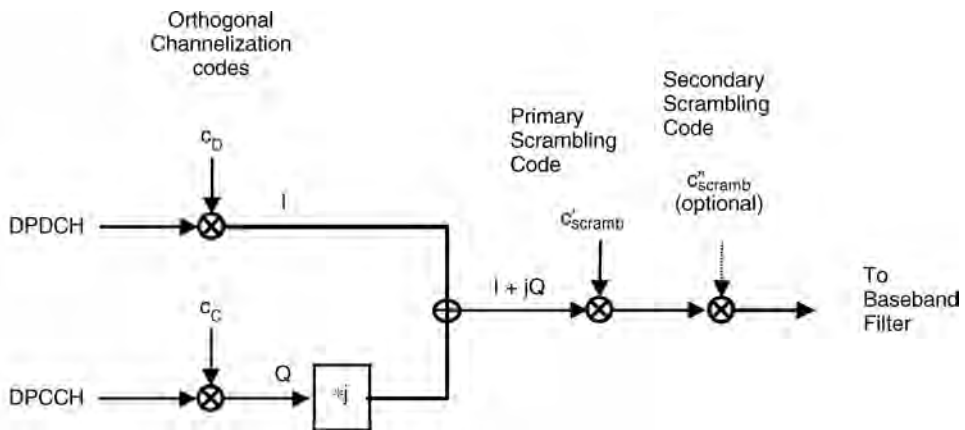 Orthogonal
Channelization
codes
Primary
Scrambling
Code
Secondary
Scrambling
Code
c_D
I
c'_scramb
c"_scramb
(optional)
DPDCH
I + jQ
To
Baseband
Filter
c_C
Q
DPCCH
*j